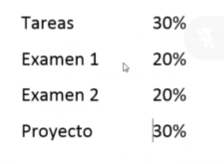 Tareas 30%
Examen 1 20%
Examen 2 20%
Proyecto 30%